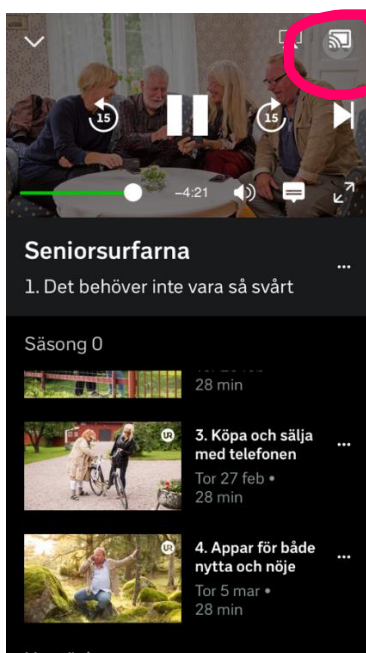 15
15
–4:21
Seniorsurfarna
1. Det behöver inte vara så svårt
Säsong 0
28 min
UR
3. Köpa och sälja
med telefonen
Tor 27 feb •
28 min
UR
4. Appar för både
nytta och nöje
Tor 5 mar •
28 min